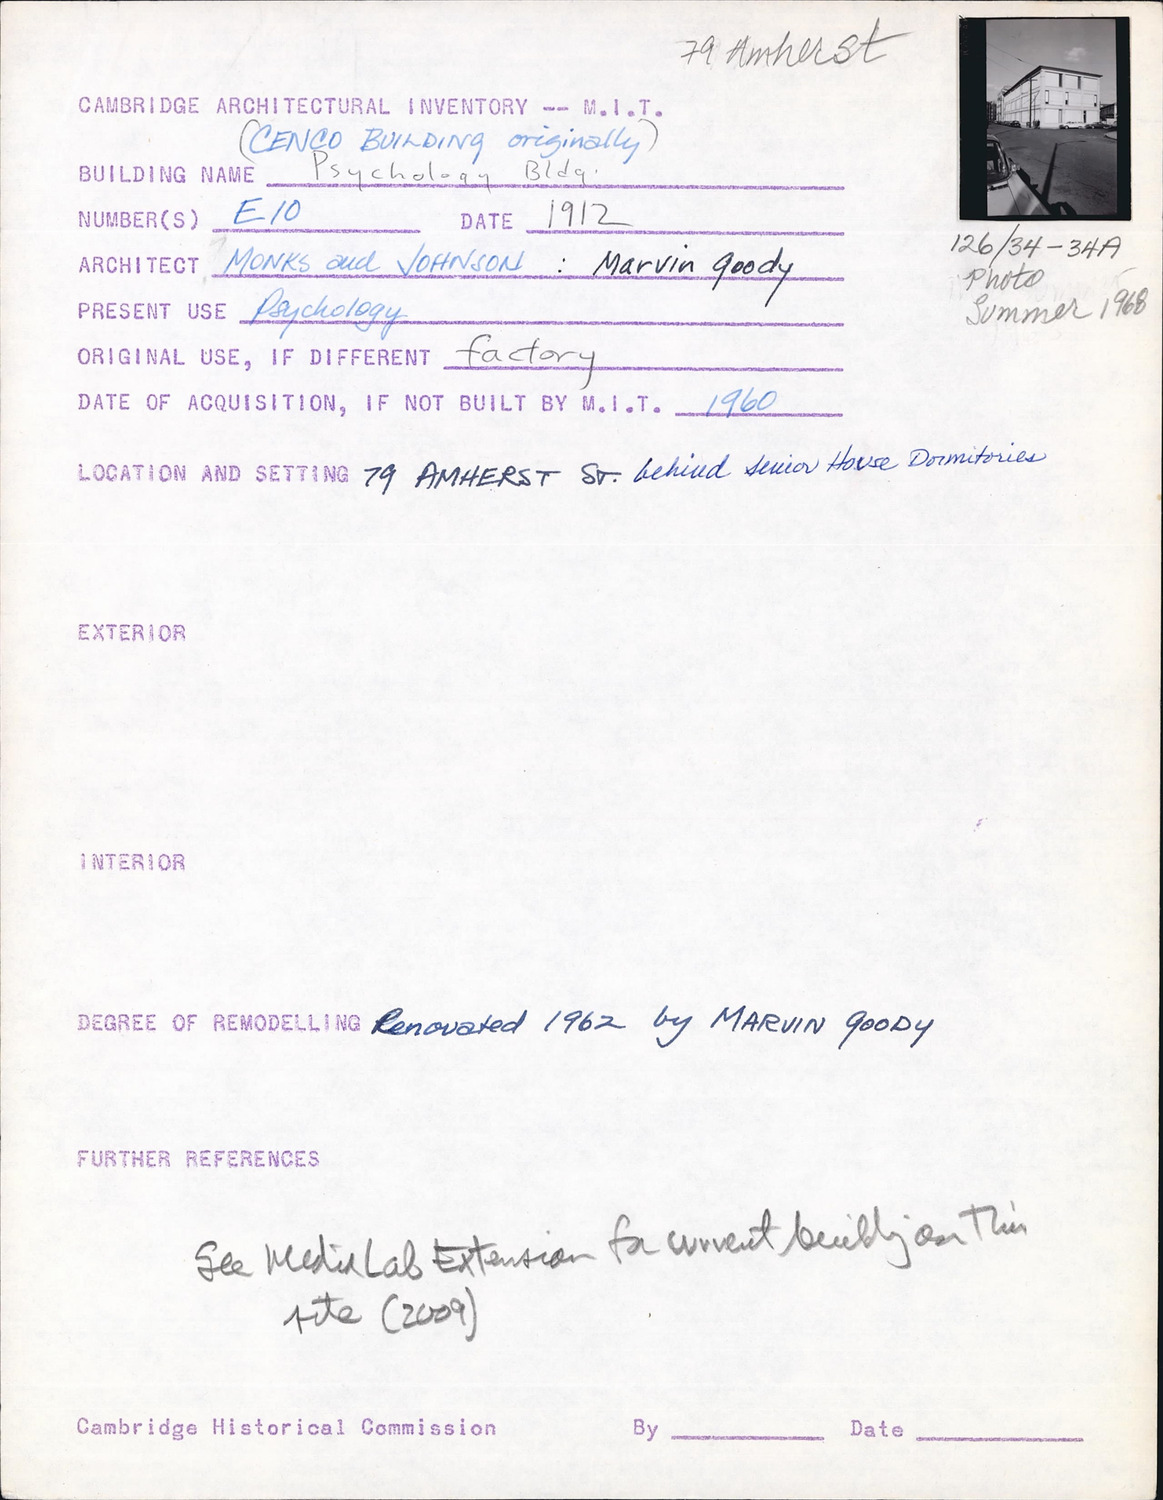 79 Amherst
CAMBRIDGE ARCHITECTURAL INVENTORY -- M.I.T.
(CENCO BUILDING originally)
BUILDING NAME Psychology Bldg.
NUMBER(S) E10 DATE 1912
ARCHITECT MONKS and JOHNSON : Marvin Goody
126/34-34A
Photo
Summer 1968
PRESENT USE Psychology
ORIGINAL USE, IF DIFFERENT factory
DATE OF ACQUISITION, IF NOT BUILT BY M.I.T. 1960
LOCATION AND SETTING 79 AMHERST ST. behind Senior House Dormitories
EXTERIOR
INTERIOR
DEGREE OF REMODELLING Renovated 1962 by MARVIN GOODY
FURTHER REFERENCES
See Media Lab Extension for current building on this
site (2009)
Cambridge Historical Commission By Date